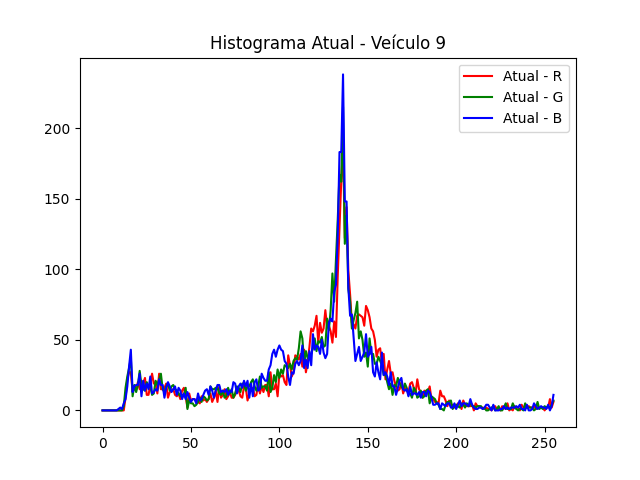 Histograma Atual - Veículo 9
Atual - R
Atual - G
Atual - B
200
150
100
50
0
0 50 100 150 200 250